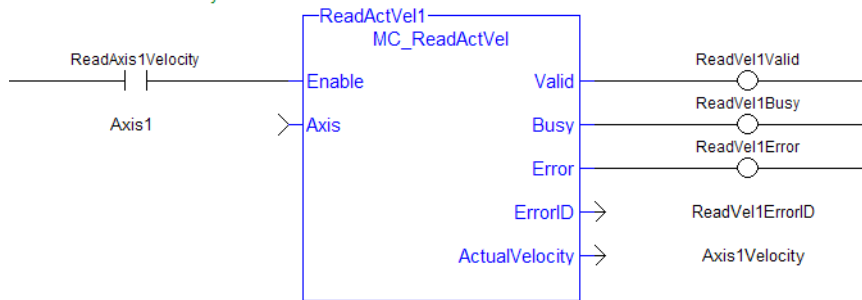 ReadActVel1
MC_ReadActVel
ReadAxis1Velocity
Enable
Valid
ReadVel1Valid
Axis1
Axis
Busy
ReadVel1Busy
Error
ReadVel1Error
ErrorID
ReadVel1ErrorID
ActualVelocity
Axis1Velocity